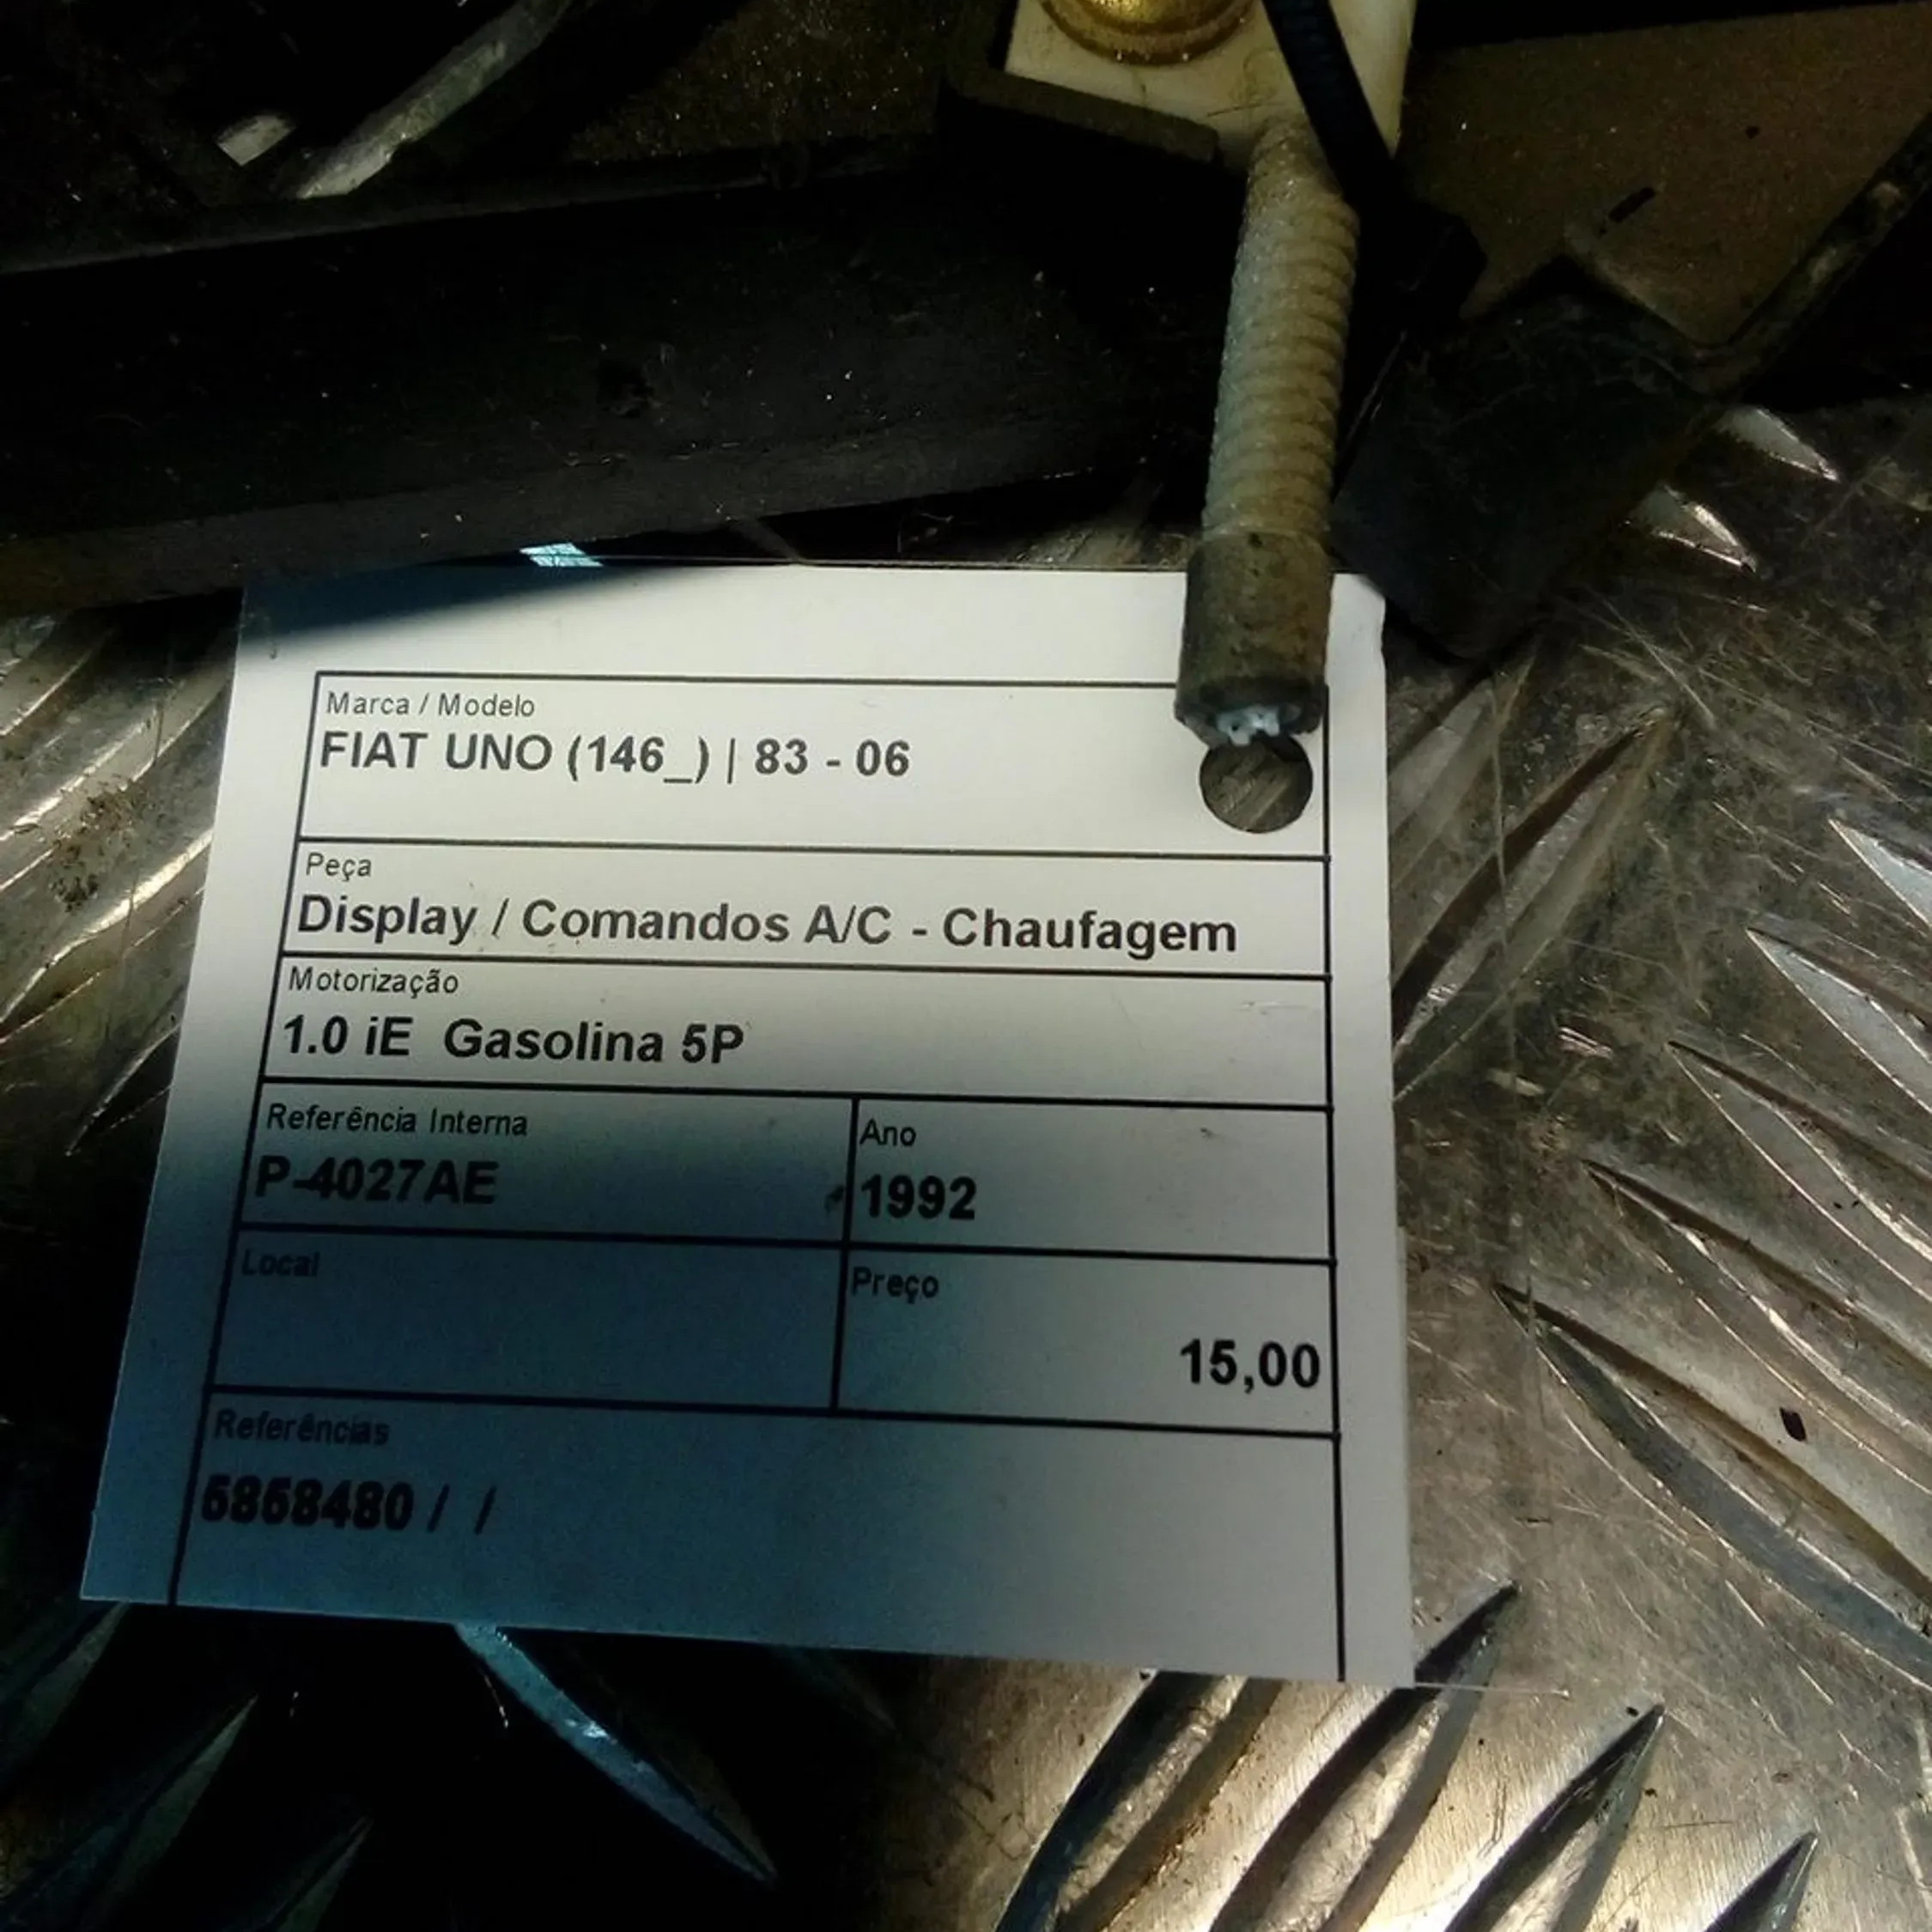 Marca / Modelo
FIAT UNO (146_) | 83 - 06
Peça
Display / Comandos A/C - Chaufagem
Motorização
1.0 iE Gasolina 5P
Referência Interna
P-4027AE
Ano
1992
Local
Preço
15,00
Referências
5858480 / /